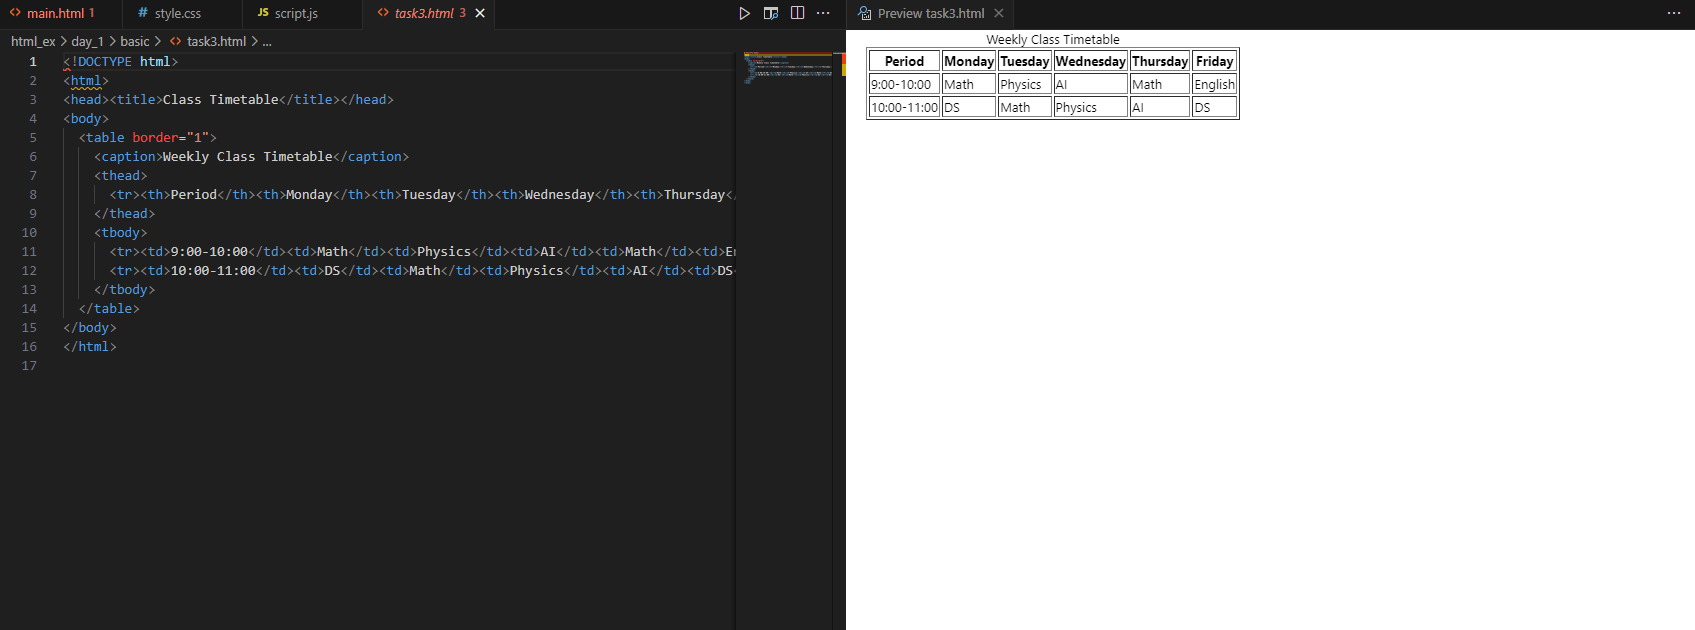 main.html 1
style.css
JS script.js
task3.html 3
html_ex > day_1 > basic > task3.html > ...
1 <!DOCTYPE html>
2 <html>
3 <head><title>Class Timetable</title></head>
4 <body>
5 <table border="1">
6 <caption>Weekly Class Timetable</caption>
7 <thead>
8 <tr><th>Period</th><th>Monday</th><th>Tuesday</th><th>Wednesday</th><th>Thursday</
9 </thead>
10 <tbody>
11 <tr><td>9:00-10:00</td><td>Math</td><td>Physics</td><td>AI</td><td>Math</td><td>En
12 <tr><td>10:00-11:00</td><td>DS</td><td>Math</td><td>Physics</td><td>AI</td><td>DS
13 </tbody>
14 </table>
15 </body>
16 </html>
17
Preview task3.html
Weekly Class Timetable
Period Monday Tuesday Wednesday Thursday Friday
9:00-10:00 Math Physics AI Math English
10:00-11:00 DS Math Physics AI DS